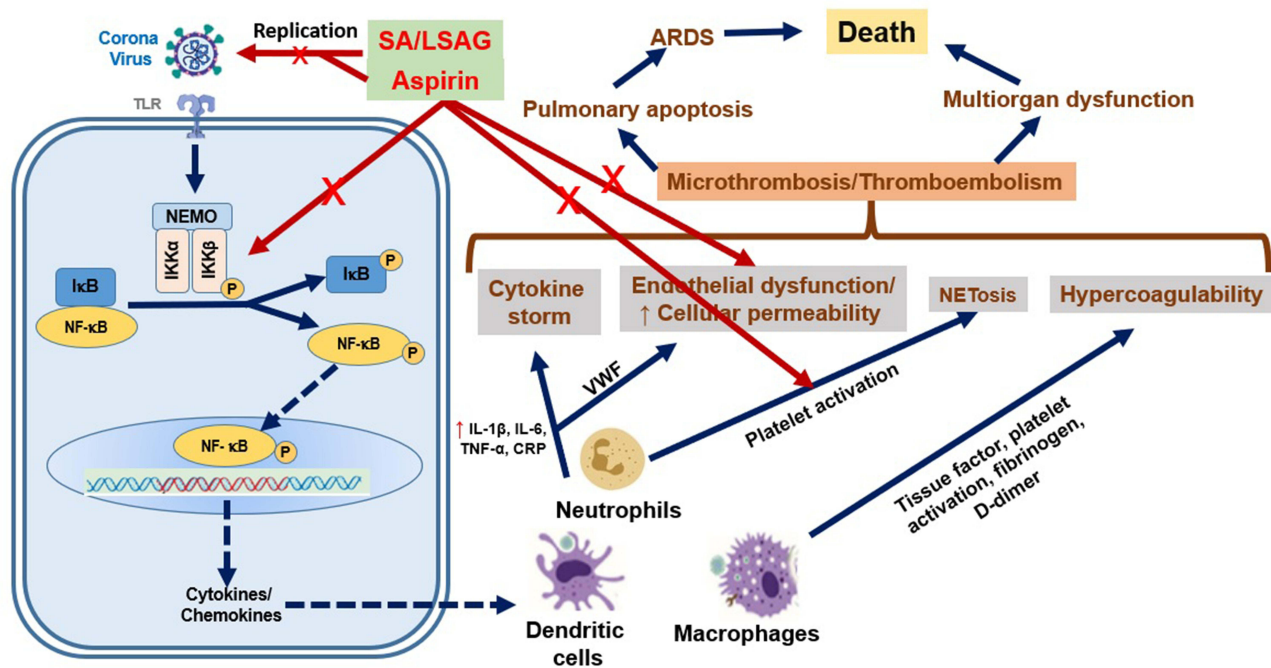 Corona
Virus
Replication
SA/LSAG
Aspirin
X
ARDS
Death
TLR
Pulmonary apoptosis
Multiorgan dysfunction
X
X
X
Microthrombosis/Thromboembolism
NEMO
IKKα
IKKβ
P
IκB
NF-κB
IκB
P
NF-κB
P
Cytokine
storm
Endothelial dysfunction/
↑ Cellular permeability
NETosis
Hypercoagulability
VWF
Platelet activation
↑ IL-1β, IL-6,
TNF-α, CRP
NF- κB
P
Neutrophils
Tissue factor, platelet
activation, fibrinogen,
D-dimer
Cytokines/
Chemokines
Dendritic
cells
Macrophages